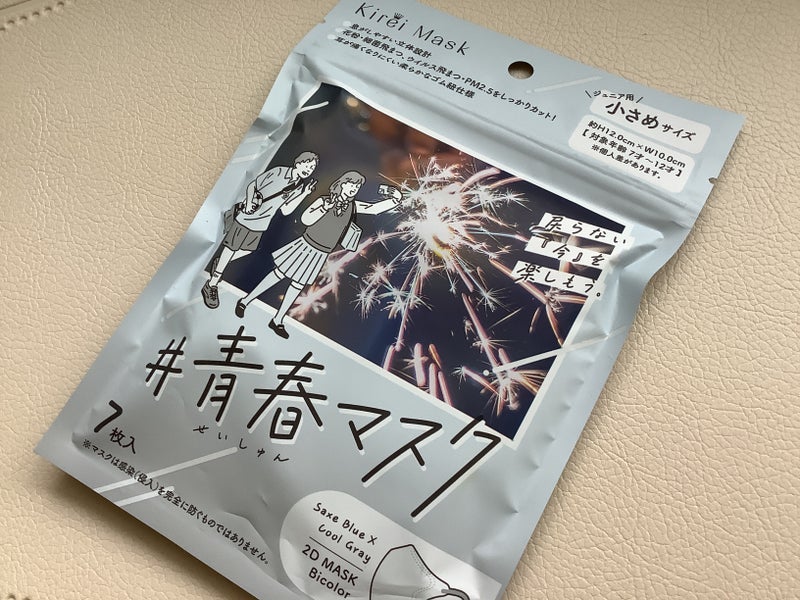 Kirei Mask
息がしやすい立体設計
花粉・細菌飛まつ、ウイルス飛まつ・PM2.5をしっかりカット！
耳が痛くなりにくい柔らかなゴム紐仕様
ジュニア用
小さめサイズ
約H12.0cm×W10.0cm
【対象年齢 7才〜12才】
※個人差があります。
戻らない
『今』を
楽しもう。
#青春マスク
せいしゅん
7枚入
※マスクは感染(侵入)を完全に防ぐものではありません。
Saxe Blue X
Cool Gray
2D MASK
Bicolor